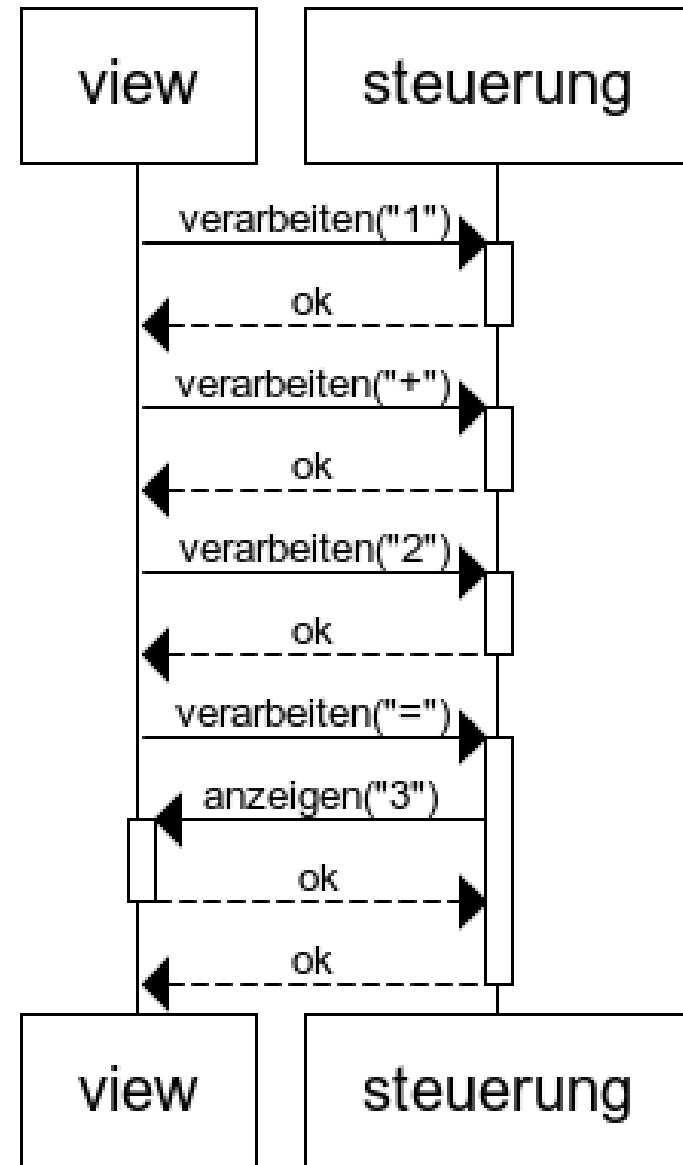 view steuerung
verarbeiten("1")
ok
verarbeiten("+")
ok
verarbeiten("2")
ok
verarbeiten("=")
anzeigen("3")
ok
ok
view steuerung